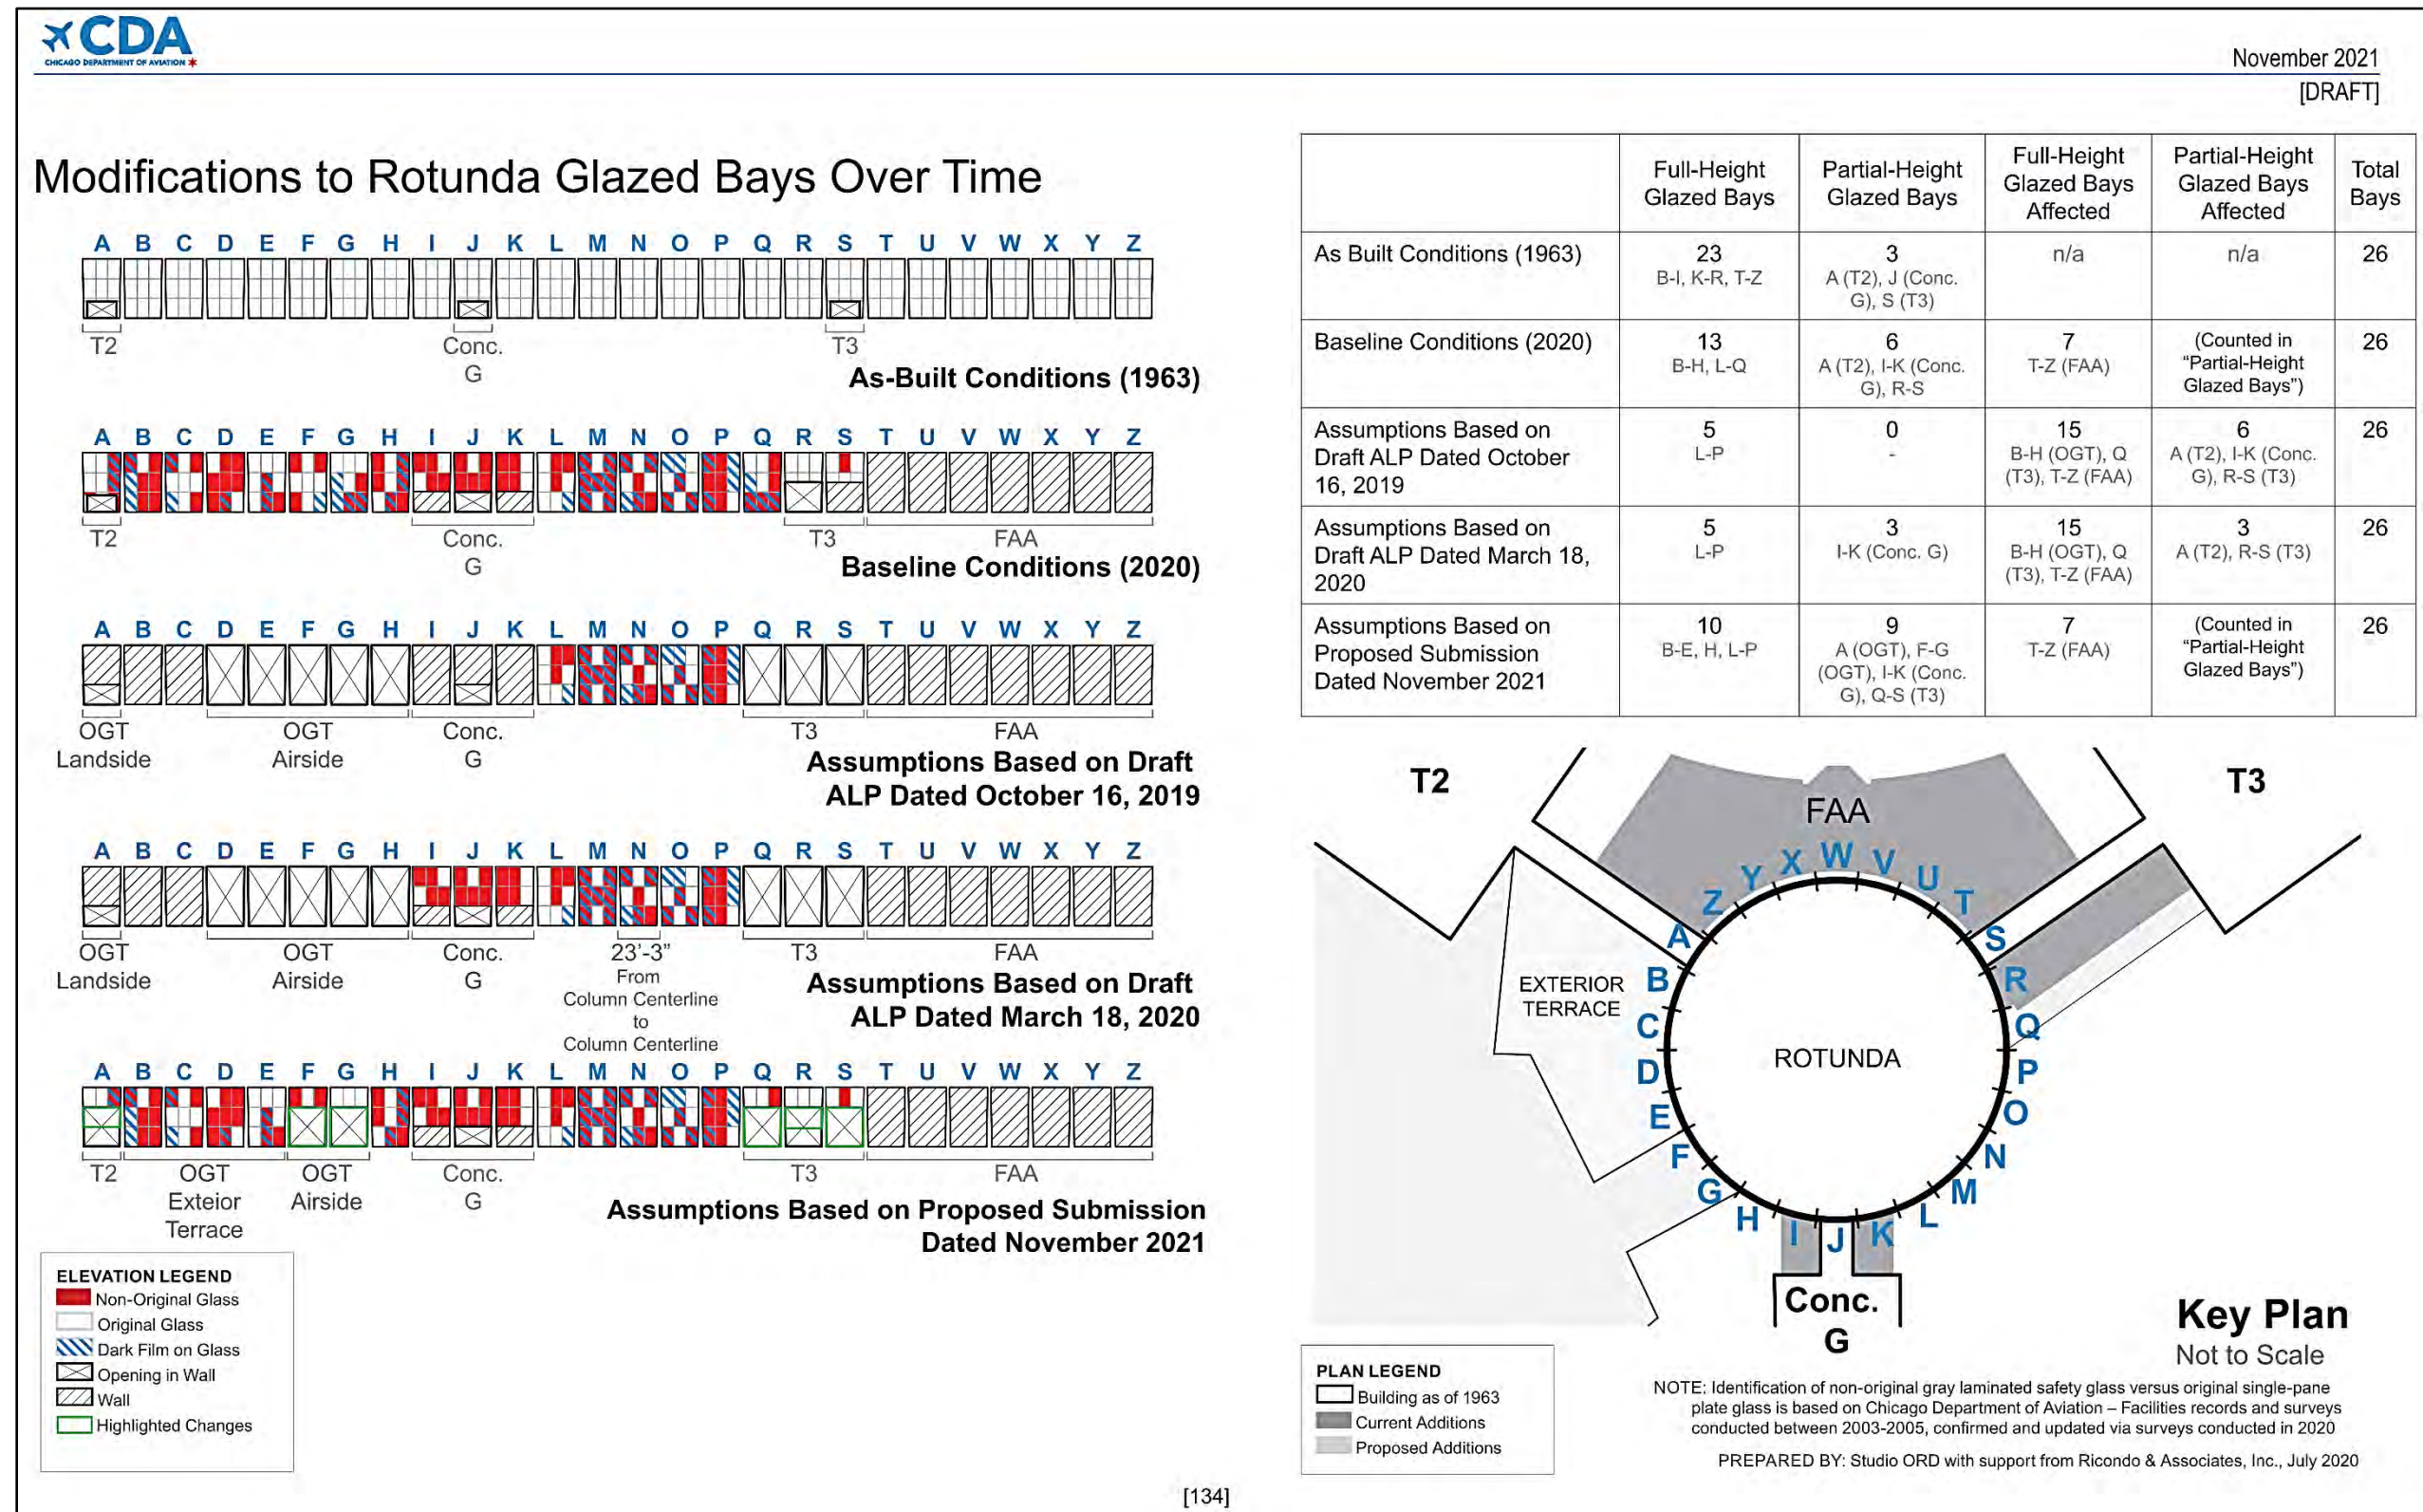 CDA
CHICAGO DEPARTMENT OF AVIATION
November 2021
[DRAFT]
Modifications to Rotunda Glazed Bays Over Time
A B C D E F G H I J K L M N O P Q R S T U V W X Y Z
T2 Conc. T3
G
As-Built Conditions (1963)
A B C D E F G H I J K L M N O P Q R S T U V W X Y Z
T2 Conc. T3 FAA
G
Baseline Conditions (2020)
A B C D E F G H I J K L M N O P Q R S T U V W X Y Z
OGT OGT Conc. T3 FAA
Landside Airside G
Assumptions Based on Draft
ALP Dated October 16, 2019
A B C D E F G H I J K L M N O P Q R S T U V W X Y Z
OGT OGT Conc. 23'-3" T3 FAA
Landside Airside G From
Column Centerline
to
Column Centerline
Assumptions Based on Draft
ALP Dated March 18, 2020
A B C D E F G H I J K L M N O P Q R S T U V W X Y Z
T2 OGT OGT Conc. T3 FAA
Exteior Airside G
Terrace
Assumptions Based on Proposed Submission
Dated November 2021
ELEVATION LEGEND
Non-Original Glass
Original Glass
Dark Film on Glass
Opening in Wall
Wall
Highlighted Changes
Full-Height Glazed Bays
Partial-Height Glazed Bays
Full-Height Glazed Bays Affected
Partial-Height Glazed Bays Affected
Total Bays
As Built Conditions (1963)
23
B-I, K-R, T-Z
3
A (T2), J (Conc.
G), S (T3)
n/a
n/a
26
Baseline Conditions (2020)
13
B-H, L-Q
6
A (T2), I-K (Conc.
G), R-S
7
T-Z (FAA)
(Counted in
“Partial-Height
Glazed Bays”)
26
Assumptions Based on
Draft ALP Dated October
16, 2019
5
L-P
0
-
15
B-H (OGT), Q
(T3), T-Z (FAA)
6
A (T2), I-K (Conc.
G), R-S (T3)
26
Assumptions Based on
Draft ALP Dated March 18,
2020
5
L-P
3
I-K (Conc. G)
15
B-H (OGT), Q
(T3), T-Z (FAA)
3
A (T2), R-S (T3)
26
Assumptions Based on
Proposed Submission
Dated November 2021
10
B-E, H, L-P
9
A (OGT), F-G
(OGT), I-K (Conc.
G), Q-S (T3)
7
T-Z (FAA)
(Counted in
“Partial-Height
Glazed Bays”)
26
T2
T3
FAA
A B C D E F G H I J K L M N O P Q R S T U V W X Y Z
EXTERIOR
TERRACE
ROTUNDA
Conc.
G
Key Plan
Not to Scale
PLAN LEGEND
Building as of 1963
Current Additions
Proposed Additions
NOTE: Identification of non-original gray laminated safety glass versus original single-pane
plate glass is based on Chicago Department of Aviation – Facilities records and surveys
conducted between 2003-2005, confirmed and updated via surveys conducted in 2020
PREPARED BY: Studio ORD with support from Ricondo & Associates, Inc., July 2020
[134]